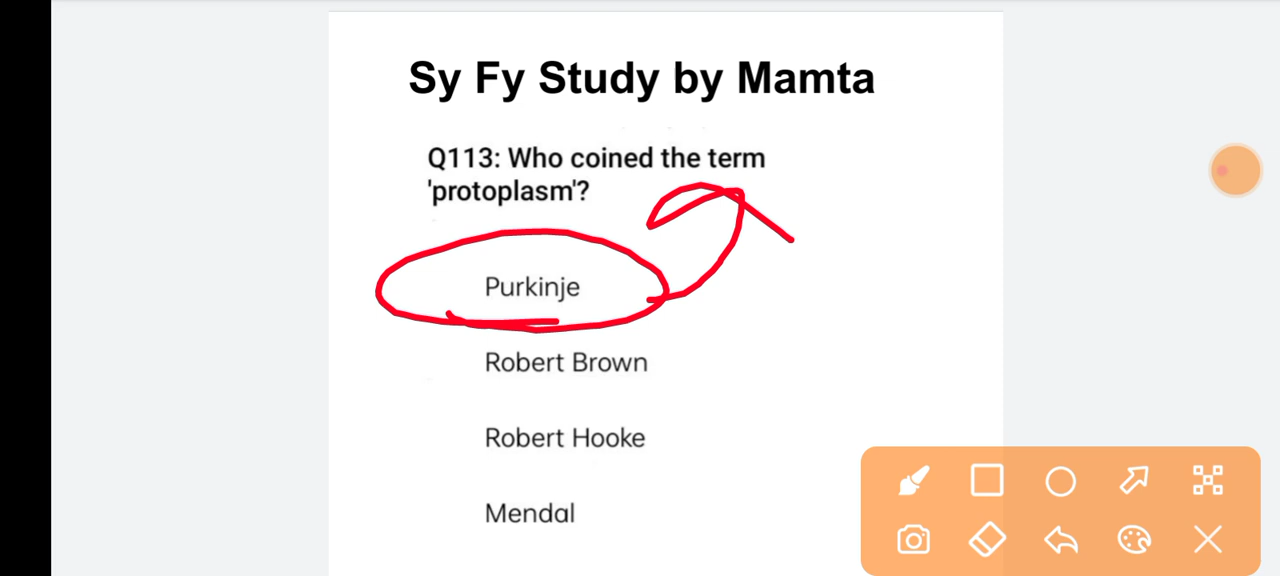 Sy Fy Study by Mamta
Q113: Who coined the term
'protoplasm'?
Purkinje
Robert Brown
Robert Hooke
Mendal